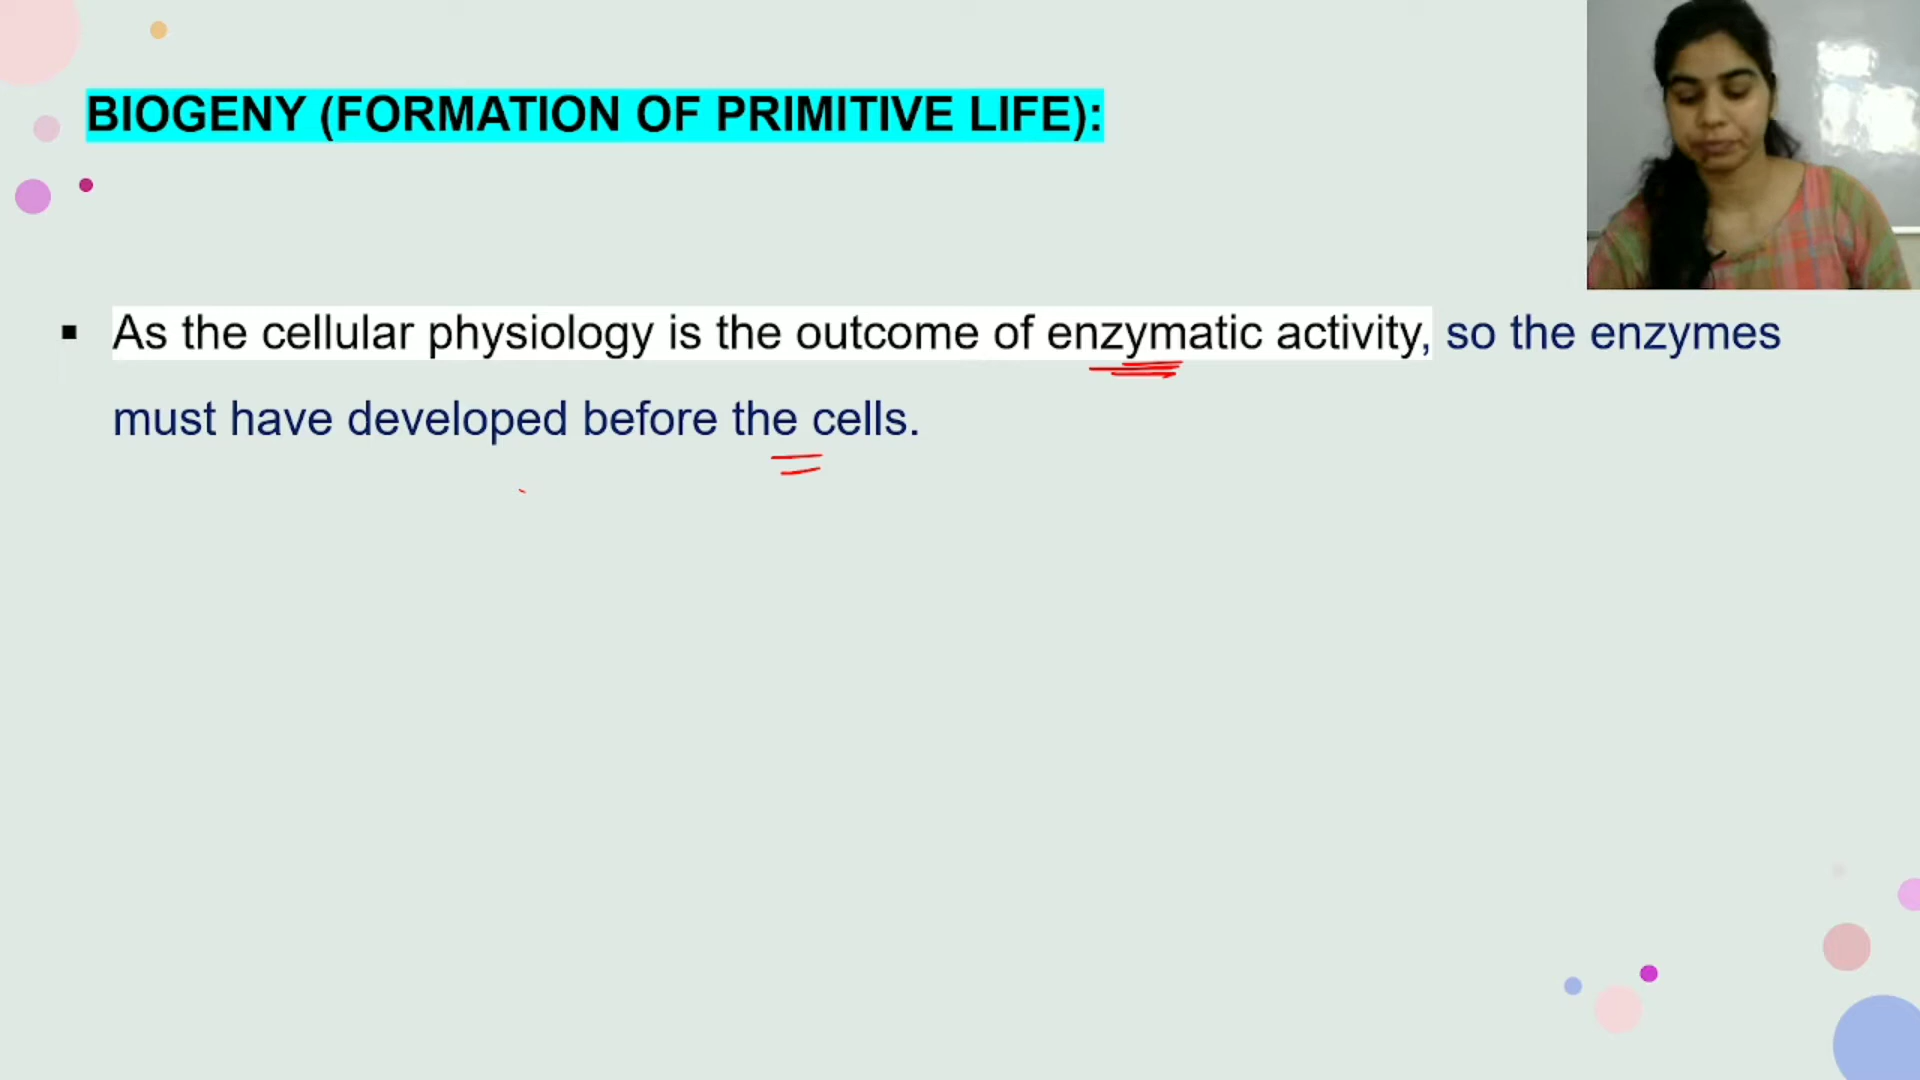 BIOGENY (FORMATION OF PRIMITIVE LIFE):
▪ As the cellular physiology is the outcome of enzymatic activity, so the enzymes
must have developed before the cells.